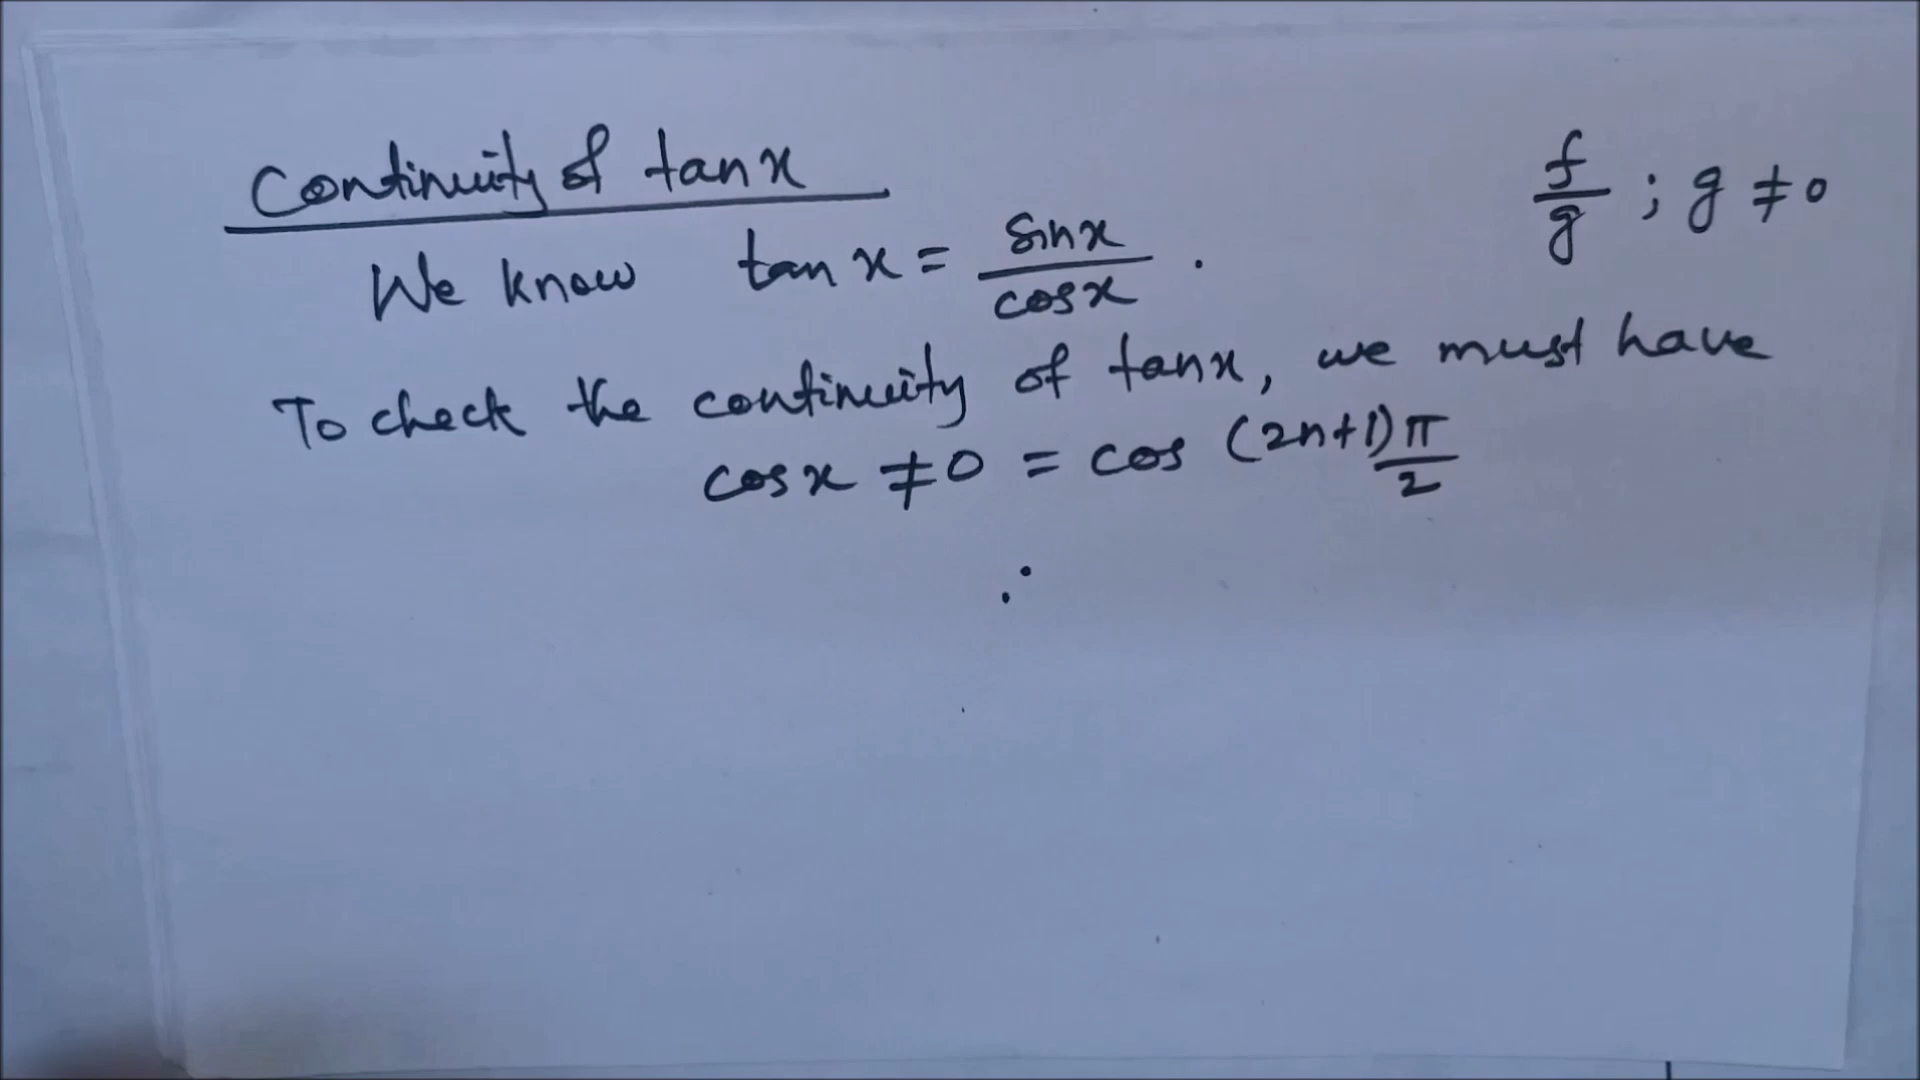 Continuity of tan x
f/g ; g ≠ 0
We know tan x = sin x / cos x .
To check the continuity of tan x, we must have
cos x ≠ 0 = cos (2n+1) π/2